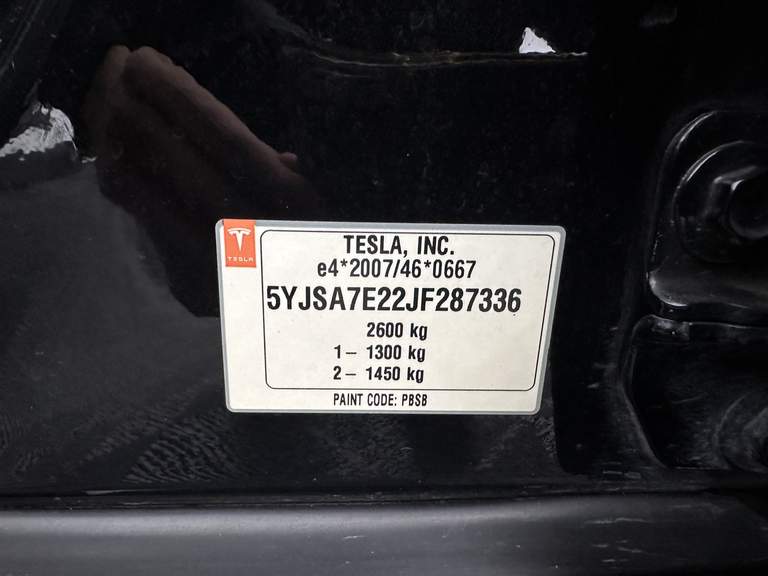 TESLA
TESLA, INC.
e4*2007/46*0667
5YJSA7E22JF287336
2600 kg
1– 1300 kg
2– 1450 kg
PAINT CODE: PBSB